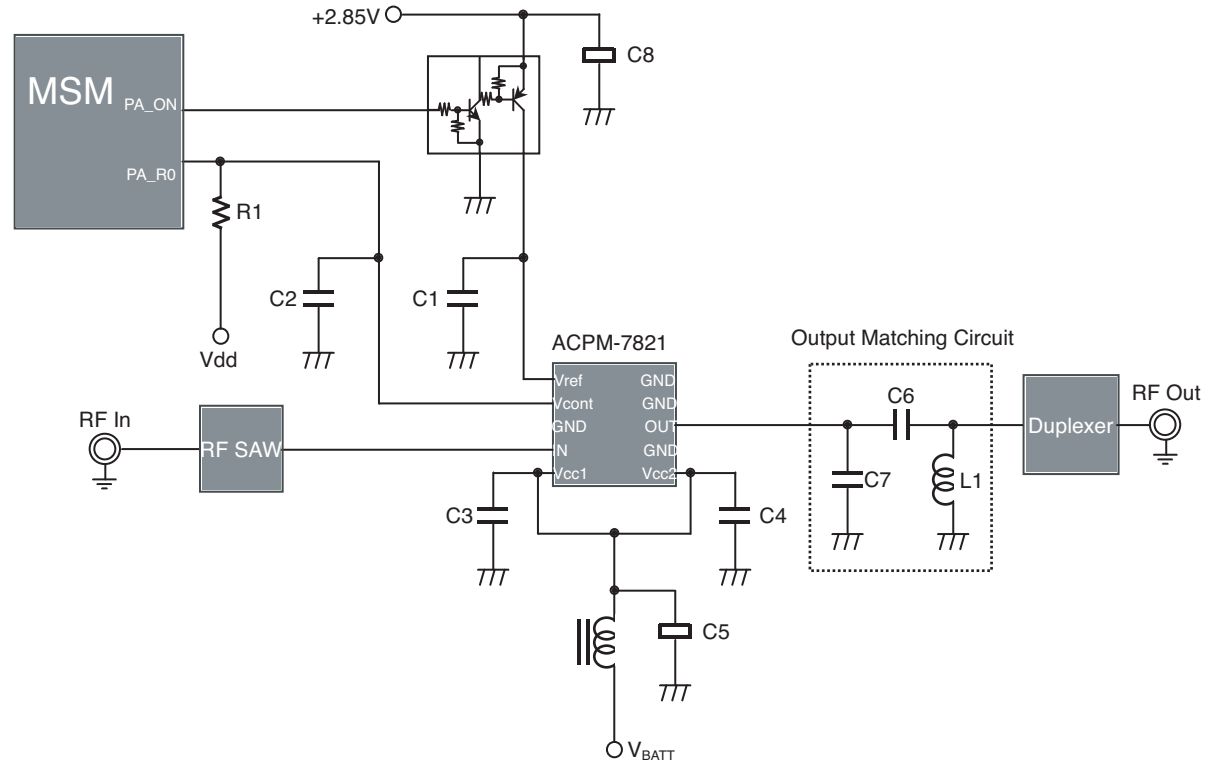 +2.85V
C8
MSM
PA_ON
PA_R0
R1
C2
C1
Vdd
ACPM-7821
Output Matching Circuit
Vref
GND
Vcont
GND
GND
OUT
IN
GND
Vcc1
Vcc2
RF In
RF SAW
C6
C7
L1
Duplexer
RF Out
C3
C4
C5
VBATT